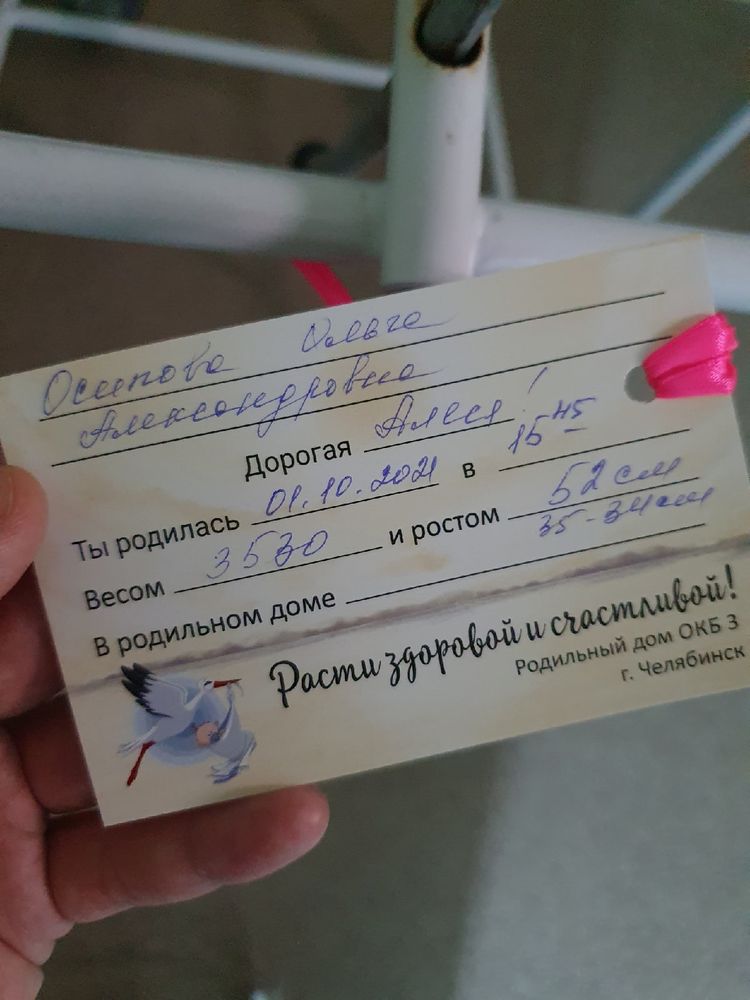 Осипова Ольга
Александровна
Дорогая Алеся!
Ты родилась 01.10.2021 в 15 45
Весом 3530 и ростом 52 см
35-34 см
В родильном доме
Расти здоровой и счастливой!
Родильный дом ОКБ 3
г. Челябинск